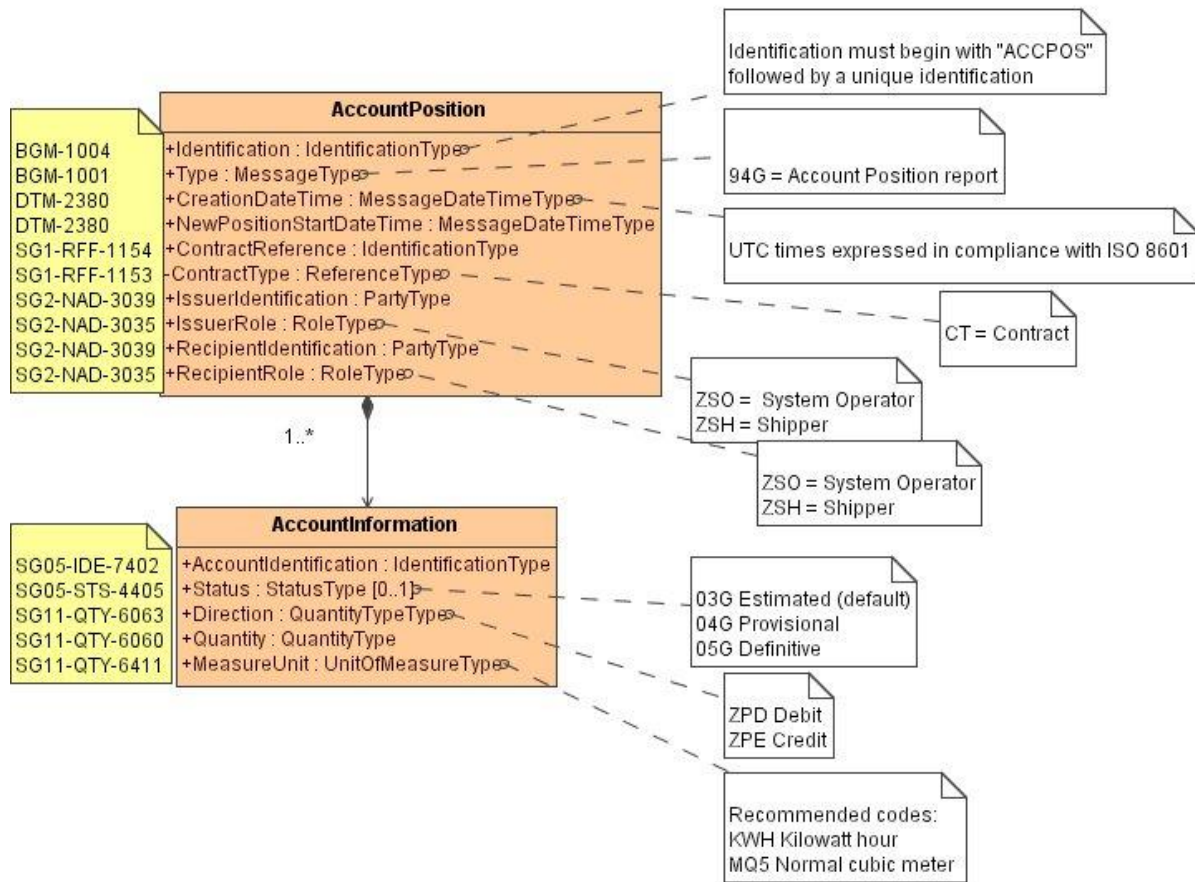 Identification must begin with "ACCPOS"
followed by a unique identification
AccountPosition
BGM-1004
+Identification : IdentificationType
BGM-1001
+Type : MessageType
94G = Account Position report
DTM-2380
+CreationDateTime : MessageDateTimeType
DTM-2380
+NewPositionStartDateTime : MessageDateTimeType
UTC times expressed in compliance with ISO 8601
SG1-RFF-1154
+ContractReference : IdentificationType
SG1-RFF-1153
-ContractType : ReferenceType
SG2-NAD-3039
+IssuerIdentification : PartyType
SG2-NAD-3035
+IssuerRole : RoleType
CT = Contract
SG2-NAD-3039
+RecipientIdentification : PartyType
SG2-NAD-3035
+RecipientRole : RoleType
ZSO = System Operator
ZSH = Shipper
1..*
ZSO = System Operator
ZSH = Shipper
AccountInformation
SG05-IDE-7402
+AccountIdentification : IdentificationType
SG05-STS-4405
+Status : StatusType [0..1]
SG11-QTY-6063
+Direction : QuantityTypeType
SG11-QTY-6060
+Quantity : QuantityType
SG11-QTY-6411
+MeasureUnit : UnitOfMeasureType
03G Estimated (default)
04G Provisional
05G Definitive
ZPD Debit
ZPE Credit
Recommended codes:
KWH Kilowatt hour
MQ5 Normal cubic meter